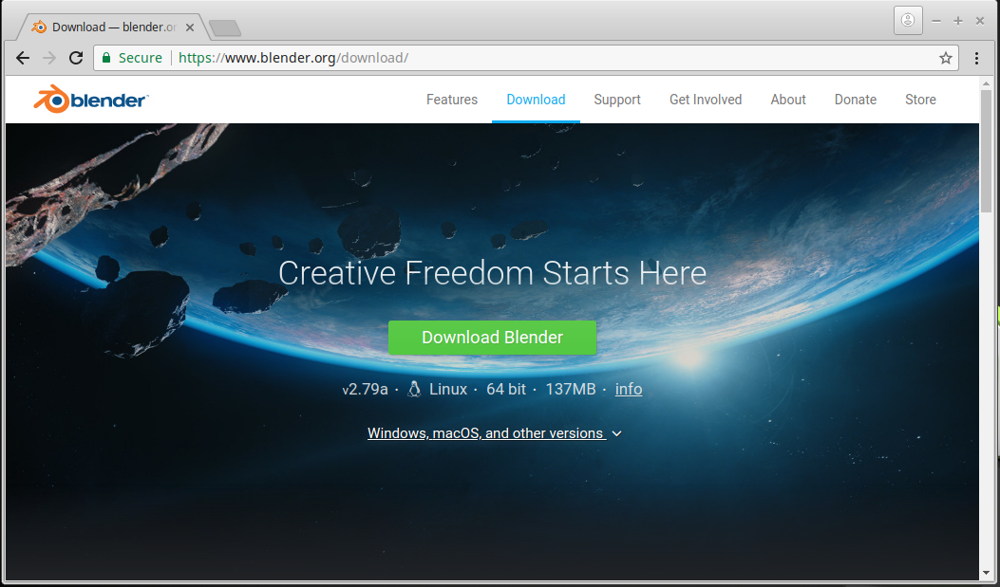 Download — blender.or
Secure https://www.blender.org/download/
blender™
Features Download Support Get Involved About Donate Store
Creative Freedom Starts Here
Download Blender
v2.79a · Linux · 64 bit · 137MB · info
Windows, macOS, and other versions